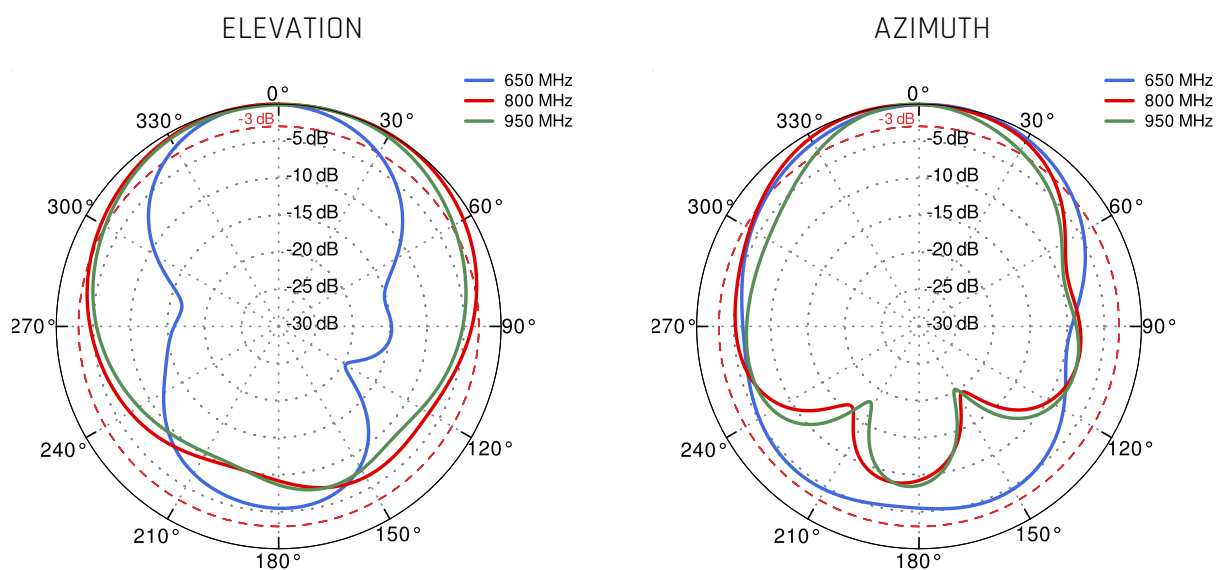 ELEVATION
650 MHz
800 MHz
950 MHz
0°
330°
-3 dB
30°
-5 dB
-10 dB
300°
60°
-15 dB
-20 dB
-25 dB
270°
-30 dB
90°
240°
120°
210°
150°
180°
AZIMUTH
650 MHz
800 MHz
950 MHz
0°
330°
-3 dB
30°
-5 dB
-10 dB
300°
60°
-15 dB
-20 dB
-25 dB
270°
-30 dB
90°
240°
120°
210°
150°
180°